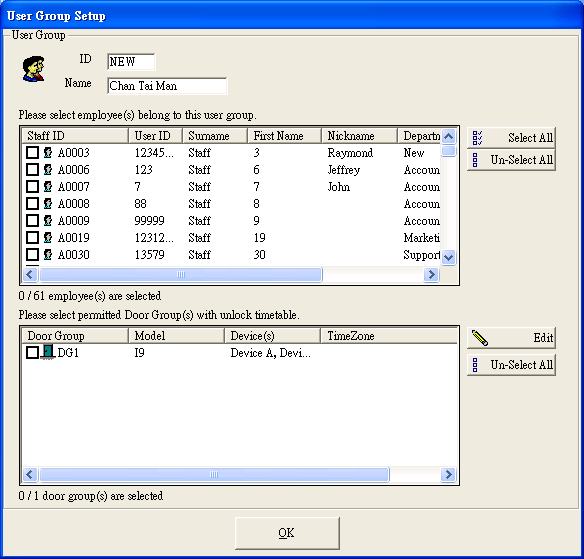 User Group Setup
User Group
ID NEW
Name Chan Tai Man
Please select employee(s) belong to this user group.
Staff ID User ID Surname First Name Nickname Departn
A0003 12345... Staff 3 Raymond New
A0006 123 Staff 6 Jeffrey Accoun
A0007 7 Staff 7 John Accoun
A0008 88 Staff 8 Accoun
A0009 99999 Staff 9 Accoun
A0019 12312... Staff 19 Marketi
A0030 13579 Staff 30 Support
Select All
Un-Select All
0 / 61 employee(s) are selected
Please select permitted Door Group(s) with unlock timetable.
Door Group Model Device(s) TimeZone
DG1 I9 Device A, Devi...
Edit
Un-Select All
0 / 1 door group(s) are selected
OK